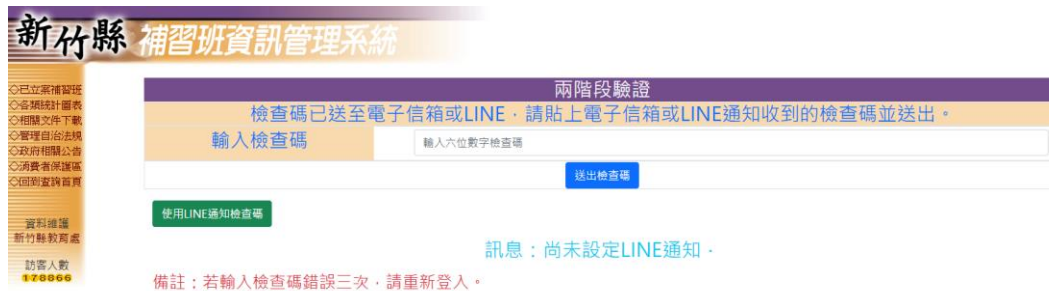 新竹縣 補習班資訊管理系統
◇已立案補習班
◇各類統計圖表
◇相關文件下載
◇管理自治法規
◇政府相關公告
◇消費者保護區
◇回到查詢首頁
資料維護
新竹縣教育處
訪客人數
178866
兩階段驗證
檢查碼已送至電子信箱或LINE，請貼上電子信箱或LINE通知收到的檢查碼並送出。
輸入檢查碼
輸入六位數字檢查碼
送出檢查碼
使用LINE通知檢查碼
訊息：尚未設定LINE通知，
備註：若輸入檢查碼錯誤三次，請重新登入。